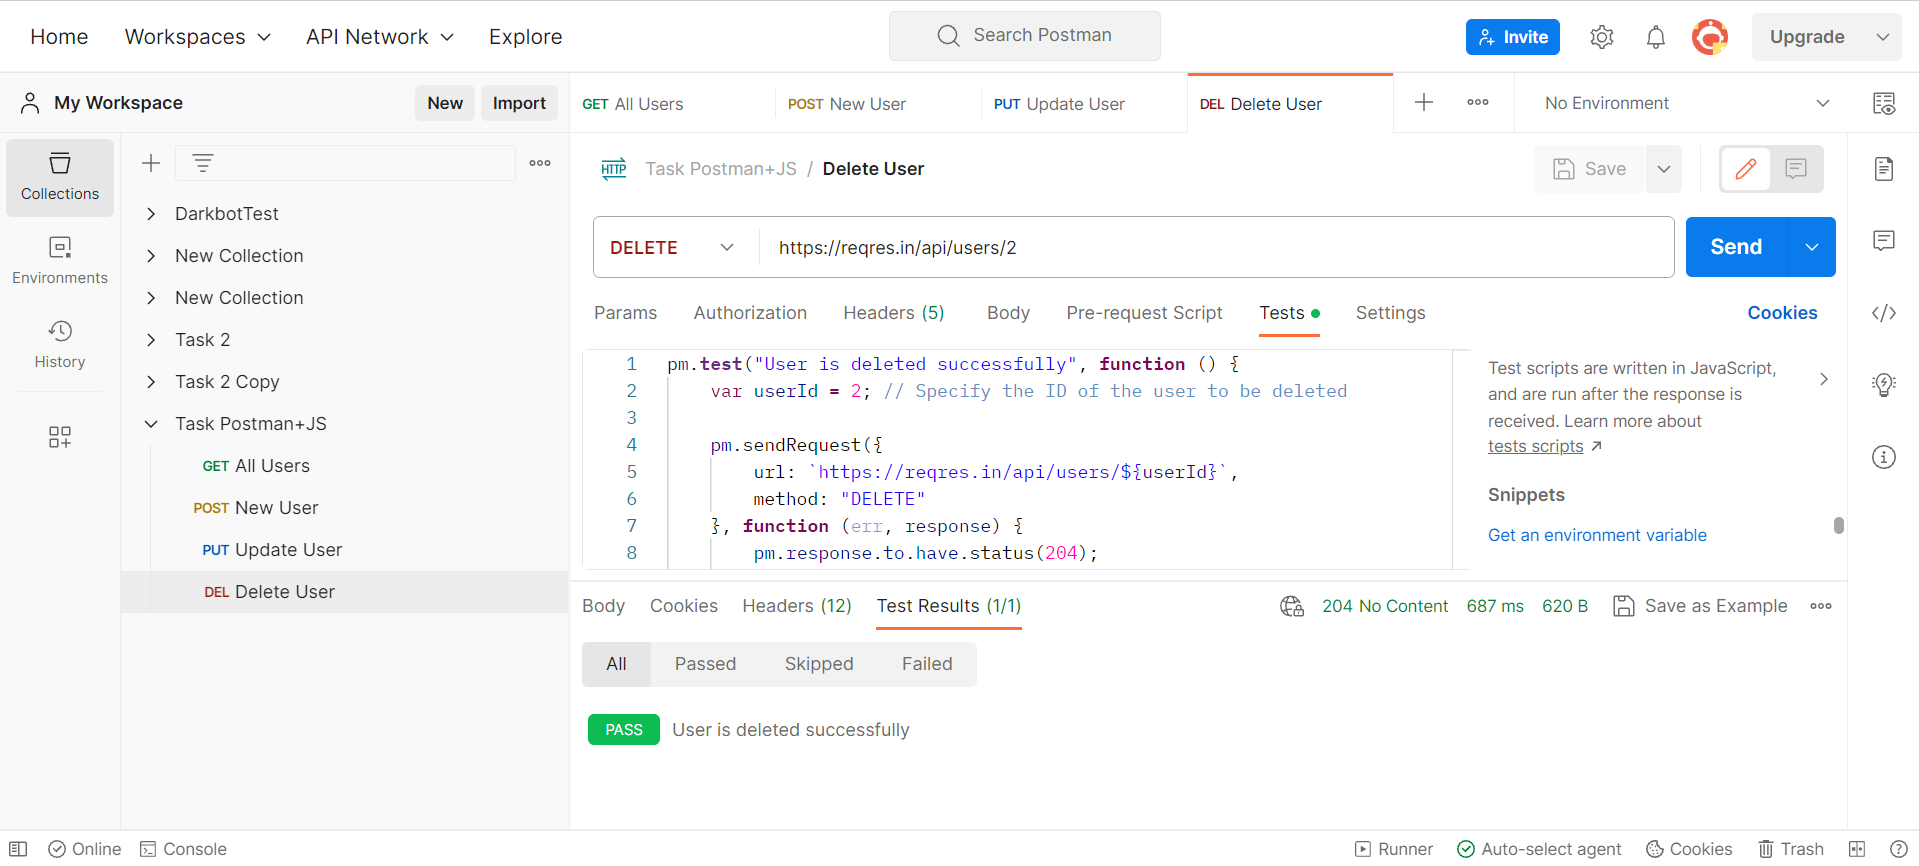 Home Workspaces API Network Explore Search Postman Invite Upgrade
My Workspace New Import GET All Users POST New User PUT Update User DEL Delete User No Environment
Collections
Environments
History
DarkbotTest
New Collection
New Collection
Task 2
Task 2 Copy
Task Postman+JS
GET All Users
POST New User
PUT Update User
DEL Delete User
HTTP Task Postman+JS / Delete User Save
DELETE https://reqres.in/api/users/2 Send
Params Authorization Headers (5) Body Pre-request Script Tests Settings Cookies
1 pm.test("User is deleted successfully", function () {
2 var userId = 2; // Specify the ID of the user to be deleted
3
4 pm.sendRequest({
5 url: `https://reqres.in/api/users/${userId}`,
6 method: "DELETE"
7 }, function (err, response) {
8 pm.response.to.have.status(204);
Test scripts are written in JavaScript,
and are run after the response is
received. Learn more about
tests scripts
Snippets
Get an environment variable
Body Cookies Headers (12) Test Results (1/1) 204 No Content 687 ms 620 B Save as Example
All Passed Skipped Failed
PASS User is deleted successfully
Online Console Runner Auto-select agent Cookies Trash